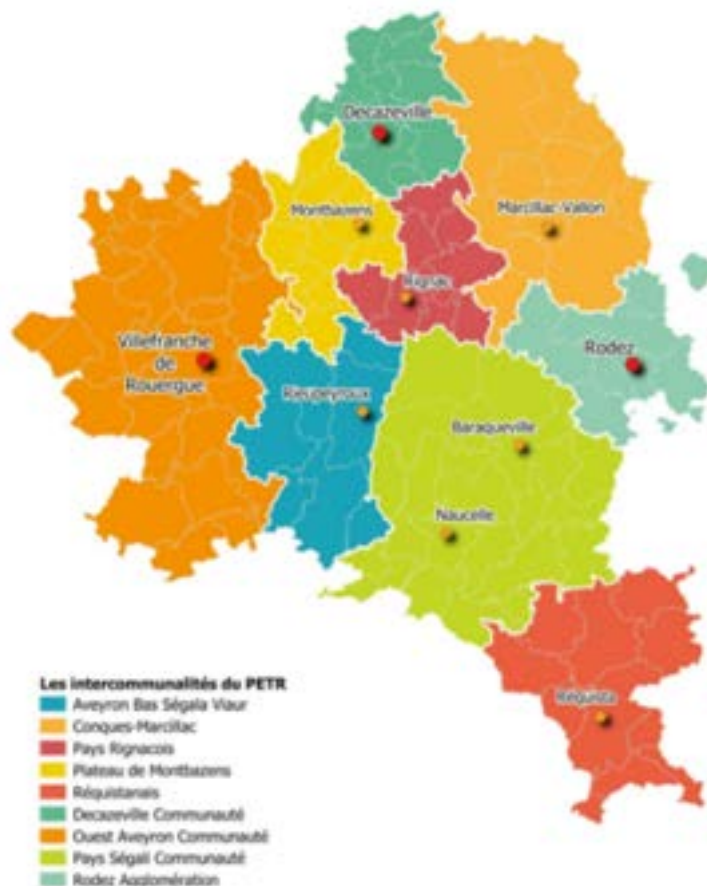 Decazeville
Montbazens
Marcillac-Vallon
Rignac
Villefranche
de
Rouergue
Rodez
Rieupeyroux
Baraqueville
Naucelle
Réquista
Les intercommunalités du PETR
Aveyron Bas Ségala Viaur
Conques-Marcillac
Pays Rignacois
Plateau de Montbazens
Réquistanais
Decazeville Communauté
Ouest Aveyron Communauté
Pays Ségali Communauté
Rodez Agglomération